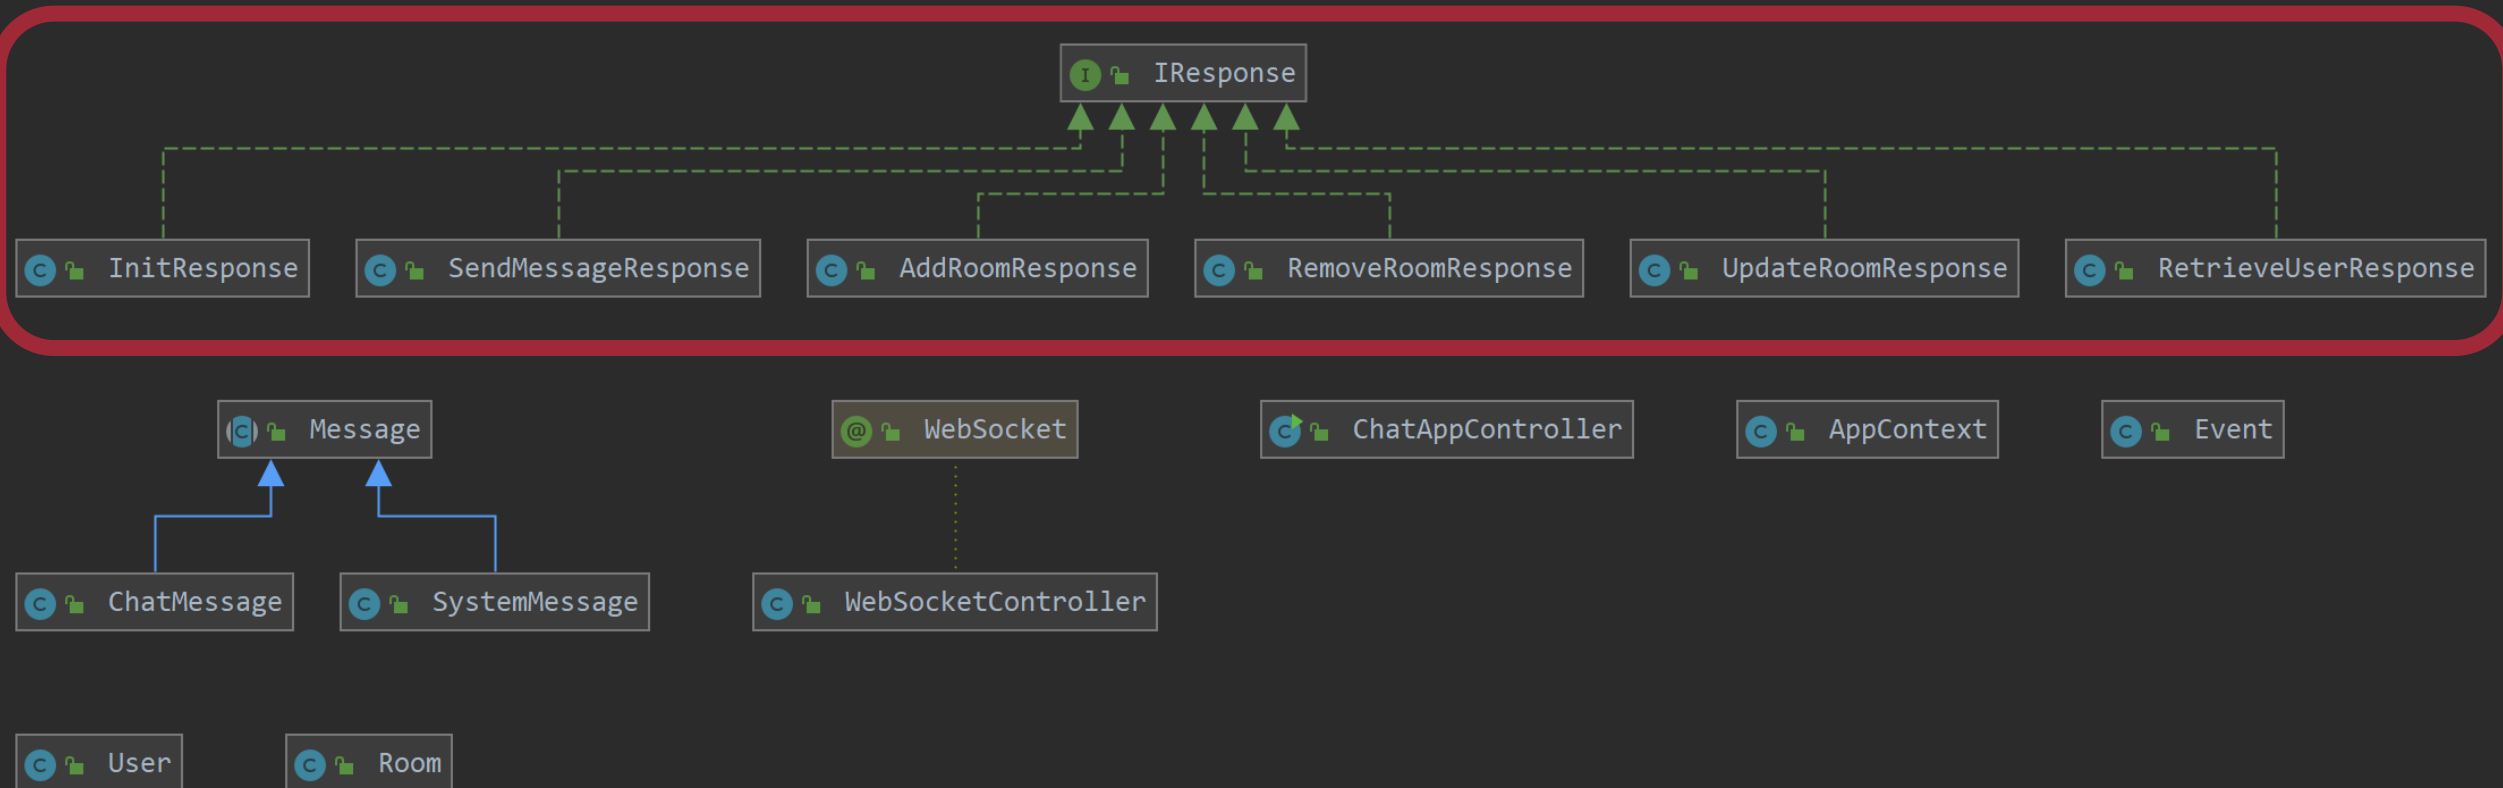 IResponse
InitResponse
SendMessageResponse
AddRoomResponse
RemoveRoomResponse
UpdateRoomResponse
RetrieveUserResponse
Message
WebSocket
ChatAppController
AppContext
Event
ChatMessage
SystemMessage
WebSocketController
User
Room